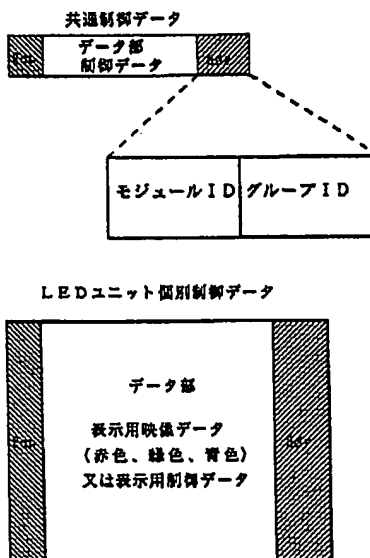 共通制御データ
データ部
制御データ
モジュールID グループID
LEDユニット個別制御データ
データ部
表示用映像データ
(赤色、緑色、青色)
又は表示用制御データ